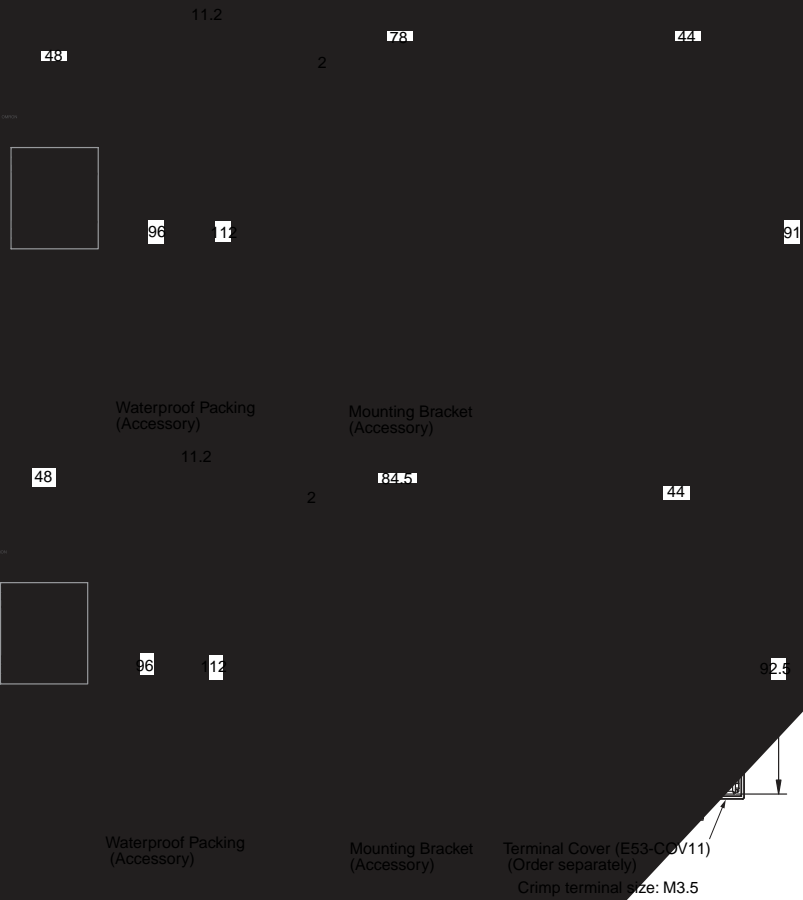 11.2
78
44
48
2
96
112
91
Waterproof Packing
(Accessory)
Mounting Bracket
(Accessory)
11.2
48
84.5
44
2
96
112
92.5
Waterproof Packing
(Accessory)
Mounting Bracket
(Accessory)
Terminal Cover (E53-COV11)
(Order separately)
Crimp terminal size: M3.5